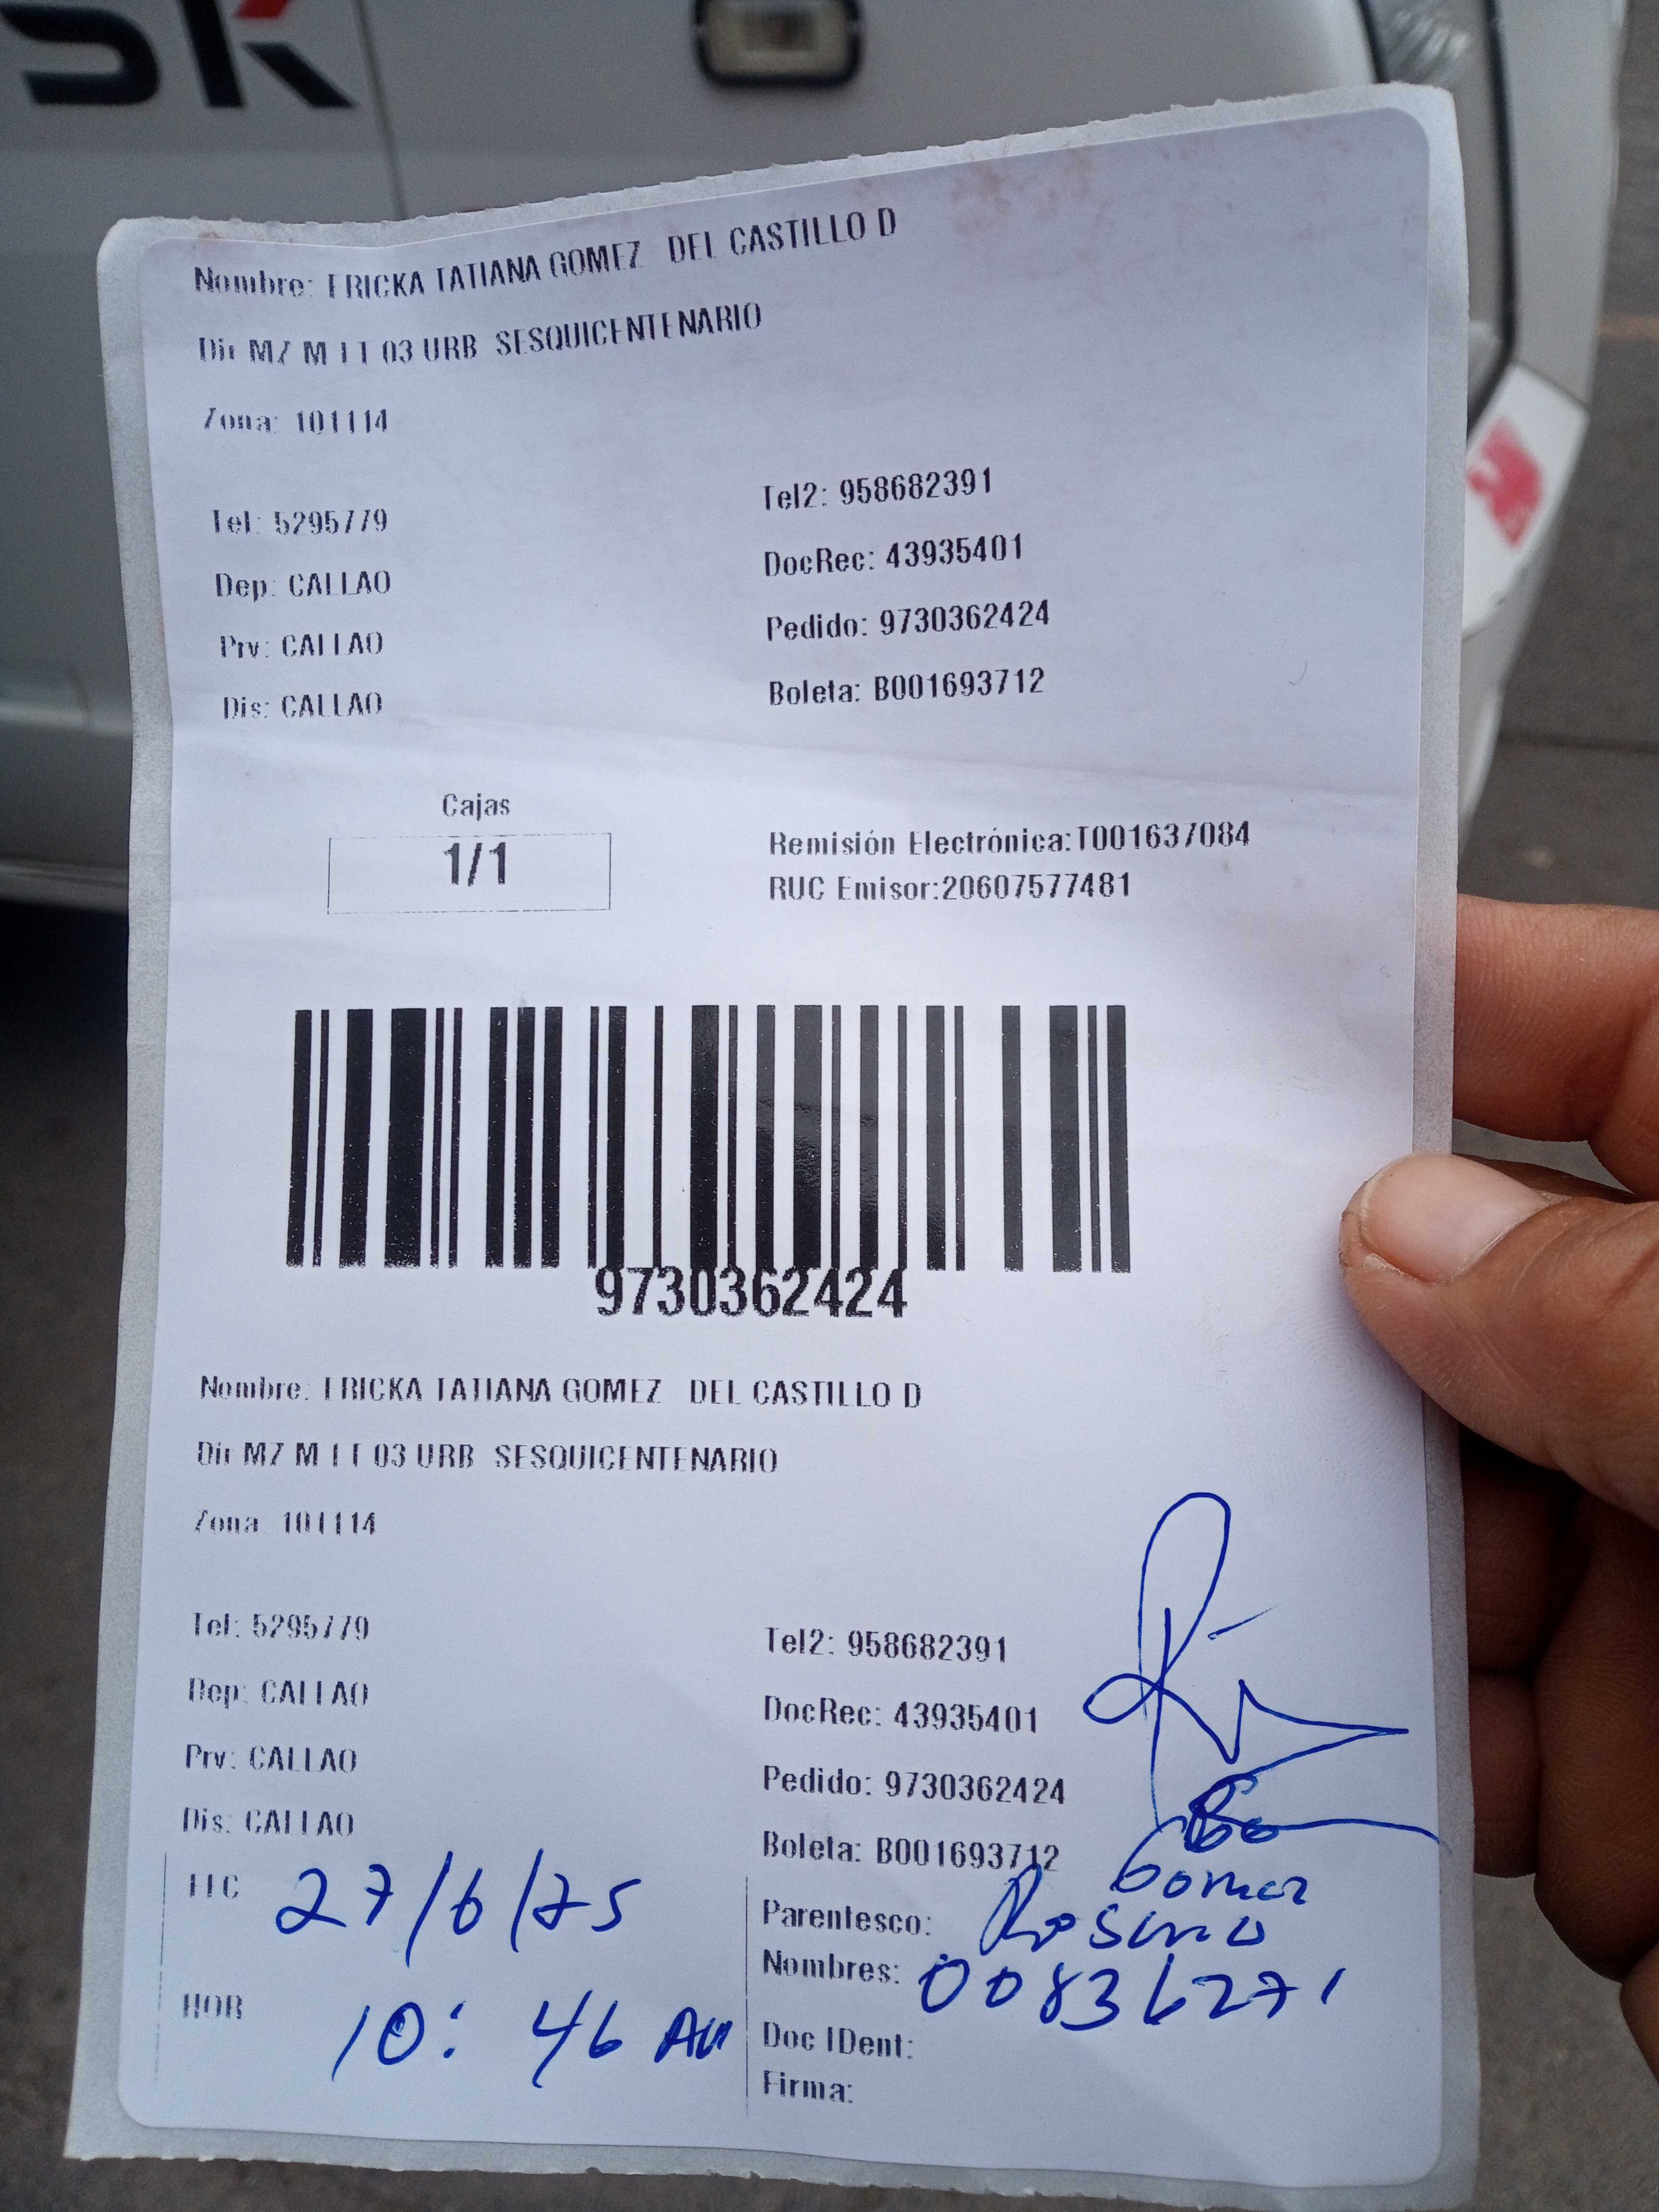 SK
Nombre: ERICKA TATIANA GOMEZ DEL CASTILLO D
Dir MZ M LT 03 URB SESQUICENTENARIO
Zona: 101114
Tel: 5295779
Tel2: 958682391
Dep: CALLAO
DocRec: 43935401
Prv: CALLAO
Pedido: 9730362424
Dis: CALLAO
Boleta: B001693712
Cajas
1/1
Remisión Electrónica:T001637084
RUC Emisor:20607577481
9730362424
Nombre: ERICKA TATIANA GOMEZ DEL CASTILLO D
Dir MZ M LT 03 URB SESQUICENTENARIO
Zona 101114
Tel: 5295779
Tel2: 958682391
Dep: CALLAO
DocRec: 43935401
Prv: CALLAO
Pedido: 9730362424
Dis: CALLAO
Boleta: B001693712
27/6/25
Gomez
Parentesco:
Nombres: 00836271
HOR 10:46 AM
Doc IDent:
Firma: